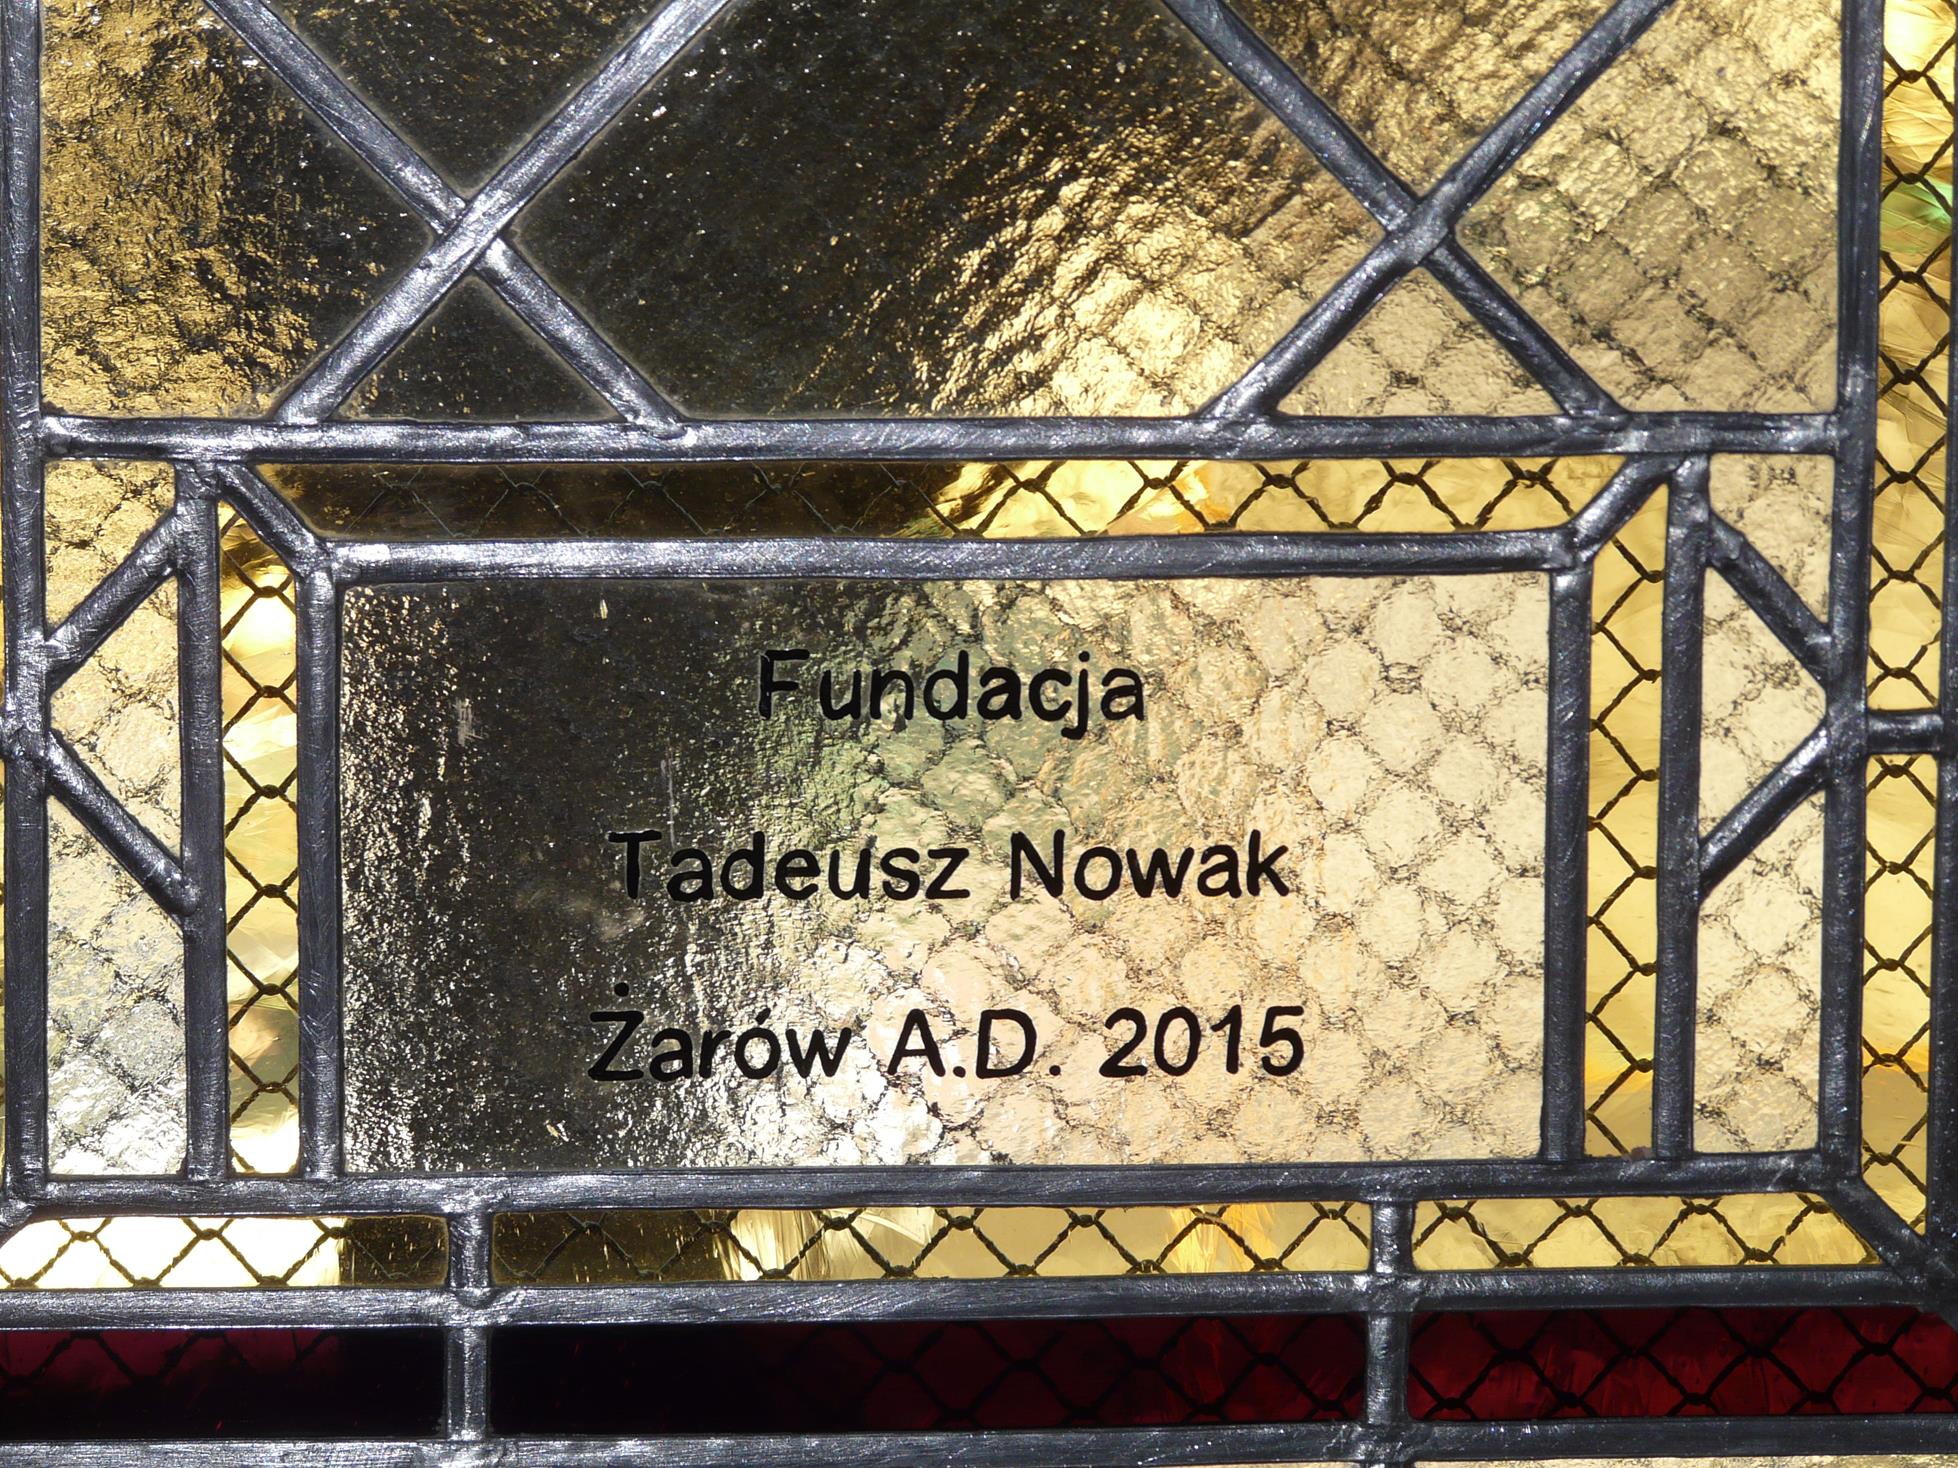 Fundacja
Tadeusz Nowak
Żarów A.D. 2015